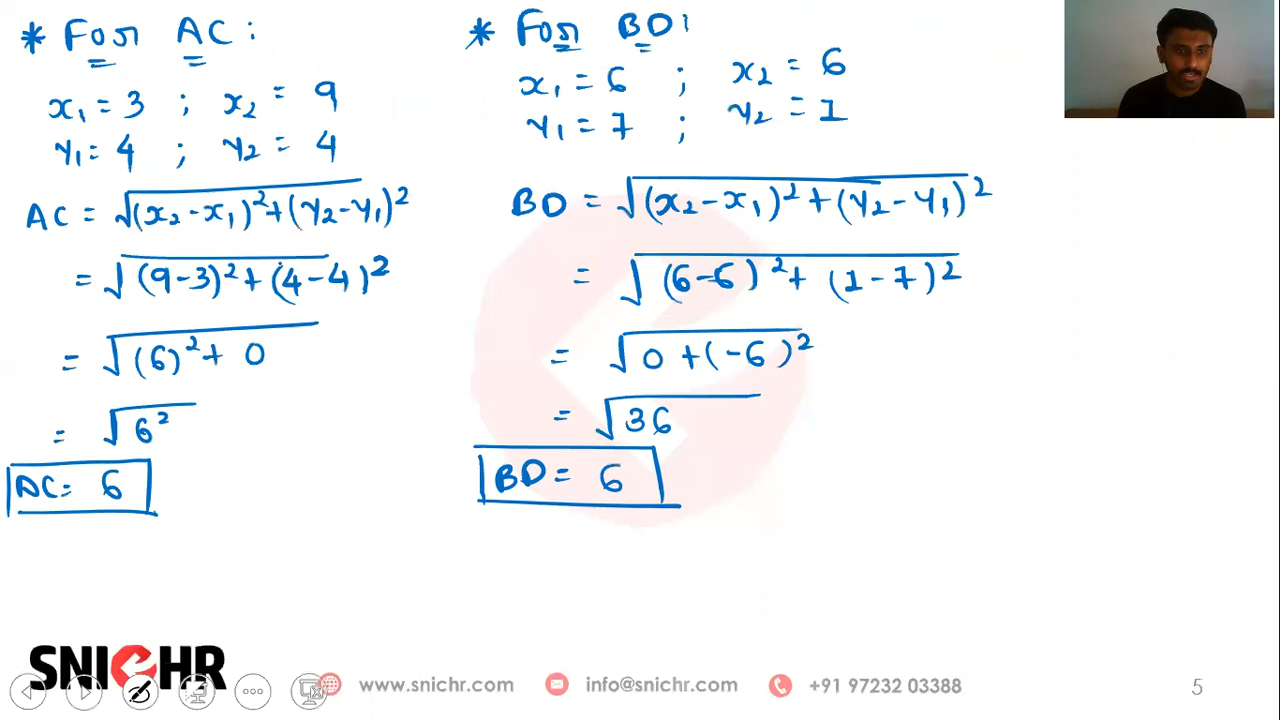 * For AC:
x₁ = 3 ; x₂ = 9
y₁ = 4 ; y₂ = 4
AC = √(x₂-x₁)²+(y₂-y₁)²
= √(9-3)²+(4-4)²
= √(6)²+ 0
= √6²
AC = 6
* For BD:
x₁ = 6 ; x₂ = 6
y₁ = 7 ; y₂ = 1
BD = √(x₂-x₁)²+(y₂-y₁)²
= √(6-6)²+ (1-7)²
= √0 +(-6)²
= √36
BD = 6
SNICHR
www.snichr.com info@snichr.com +91 97232 03388 5